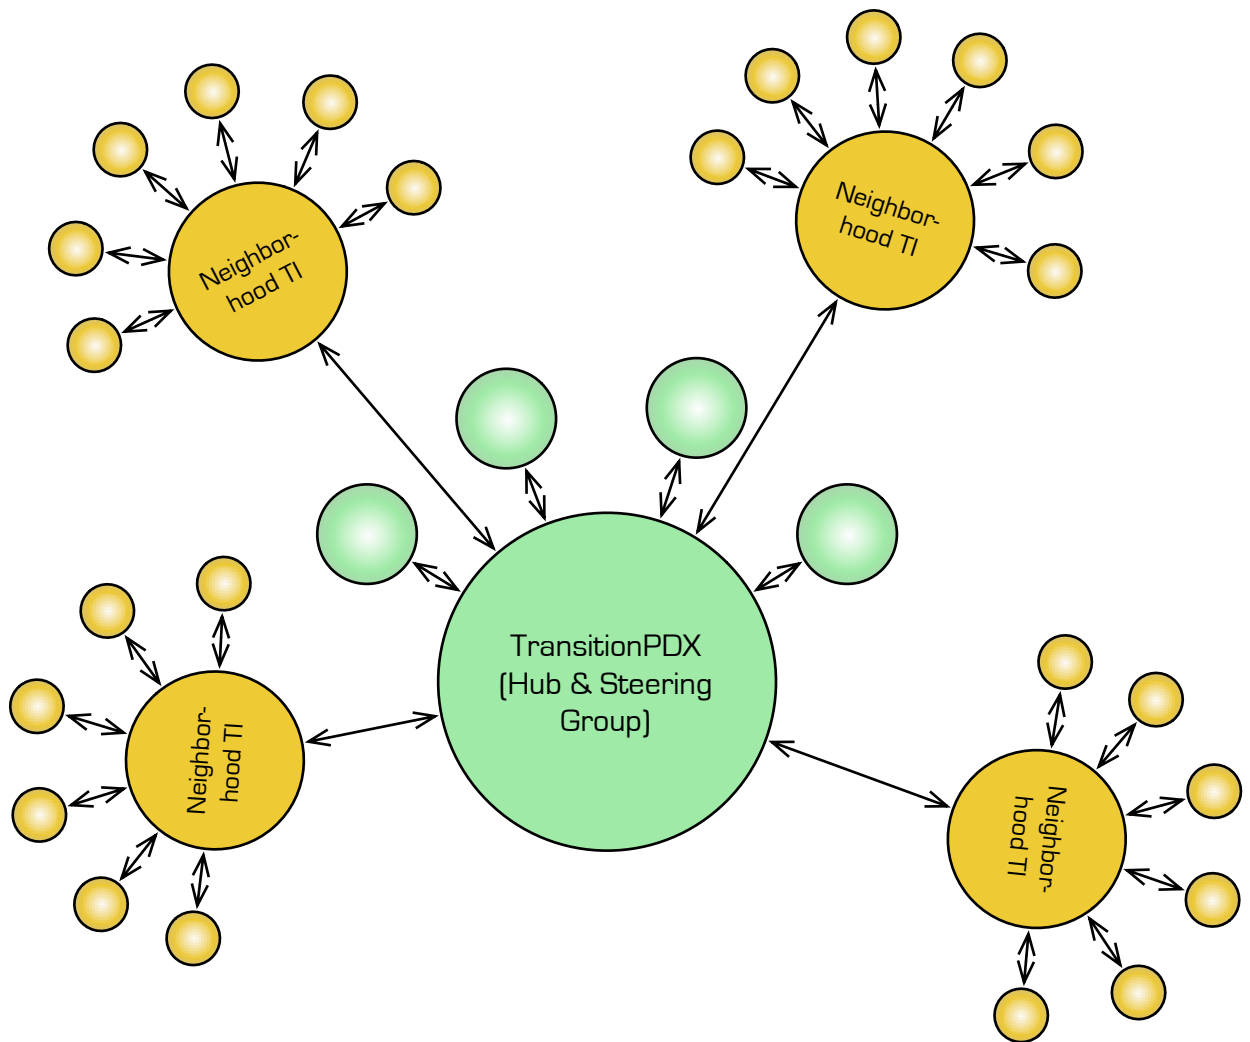 Neighbor-
hood TI
Neighbor-
hood TI
TransitionPDX
(Hub & Steering
Group)
Neighbor-
hood TI
Neighbor-
hood TI